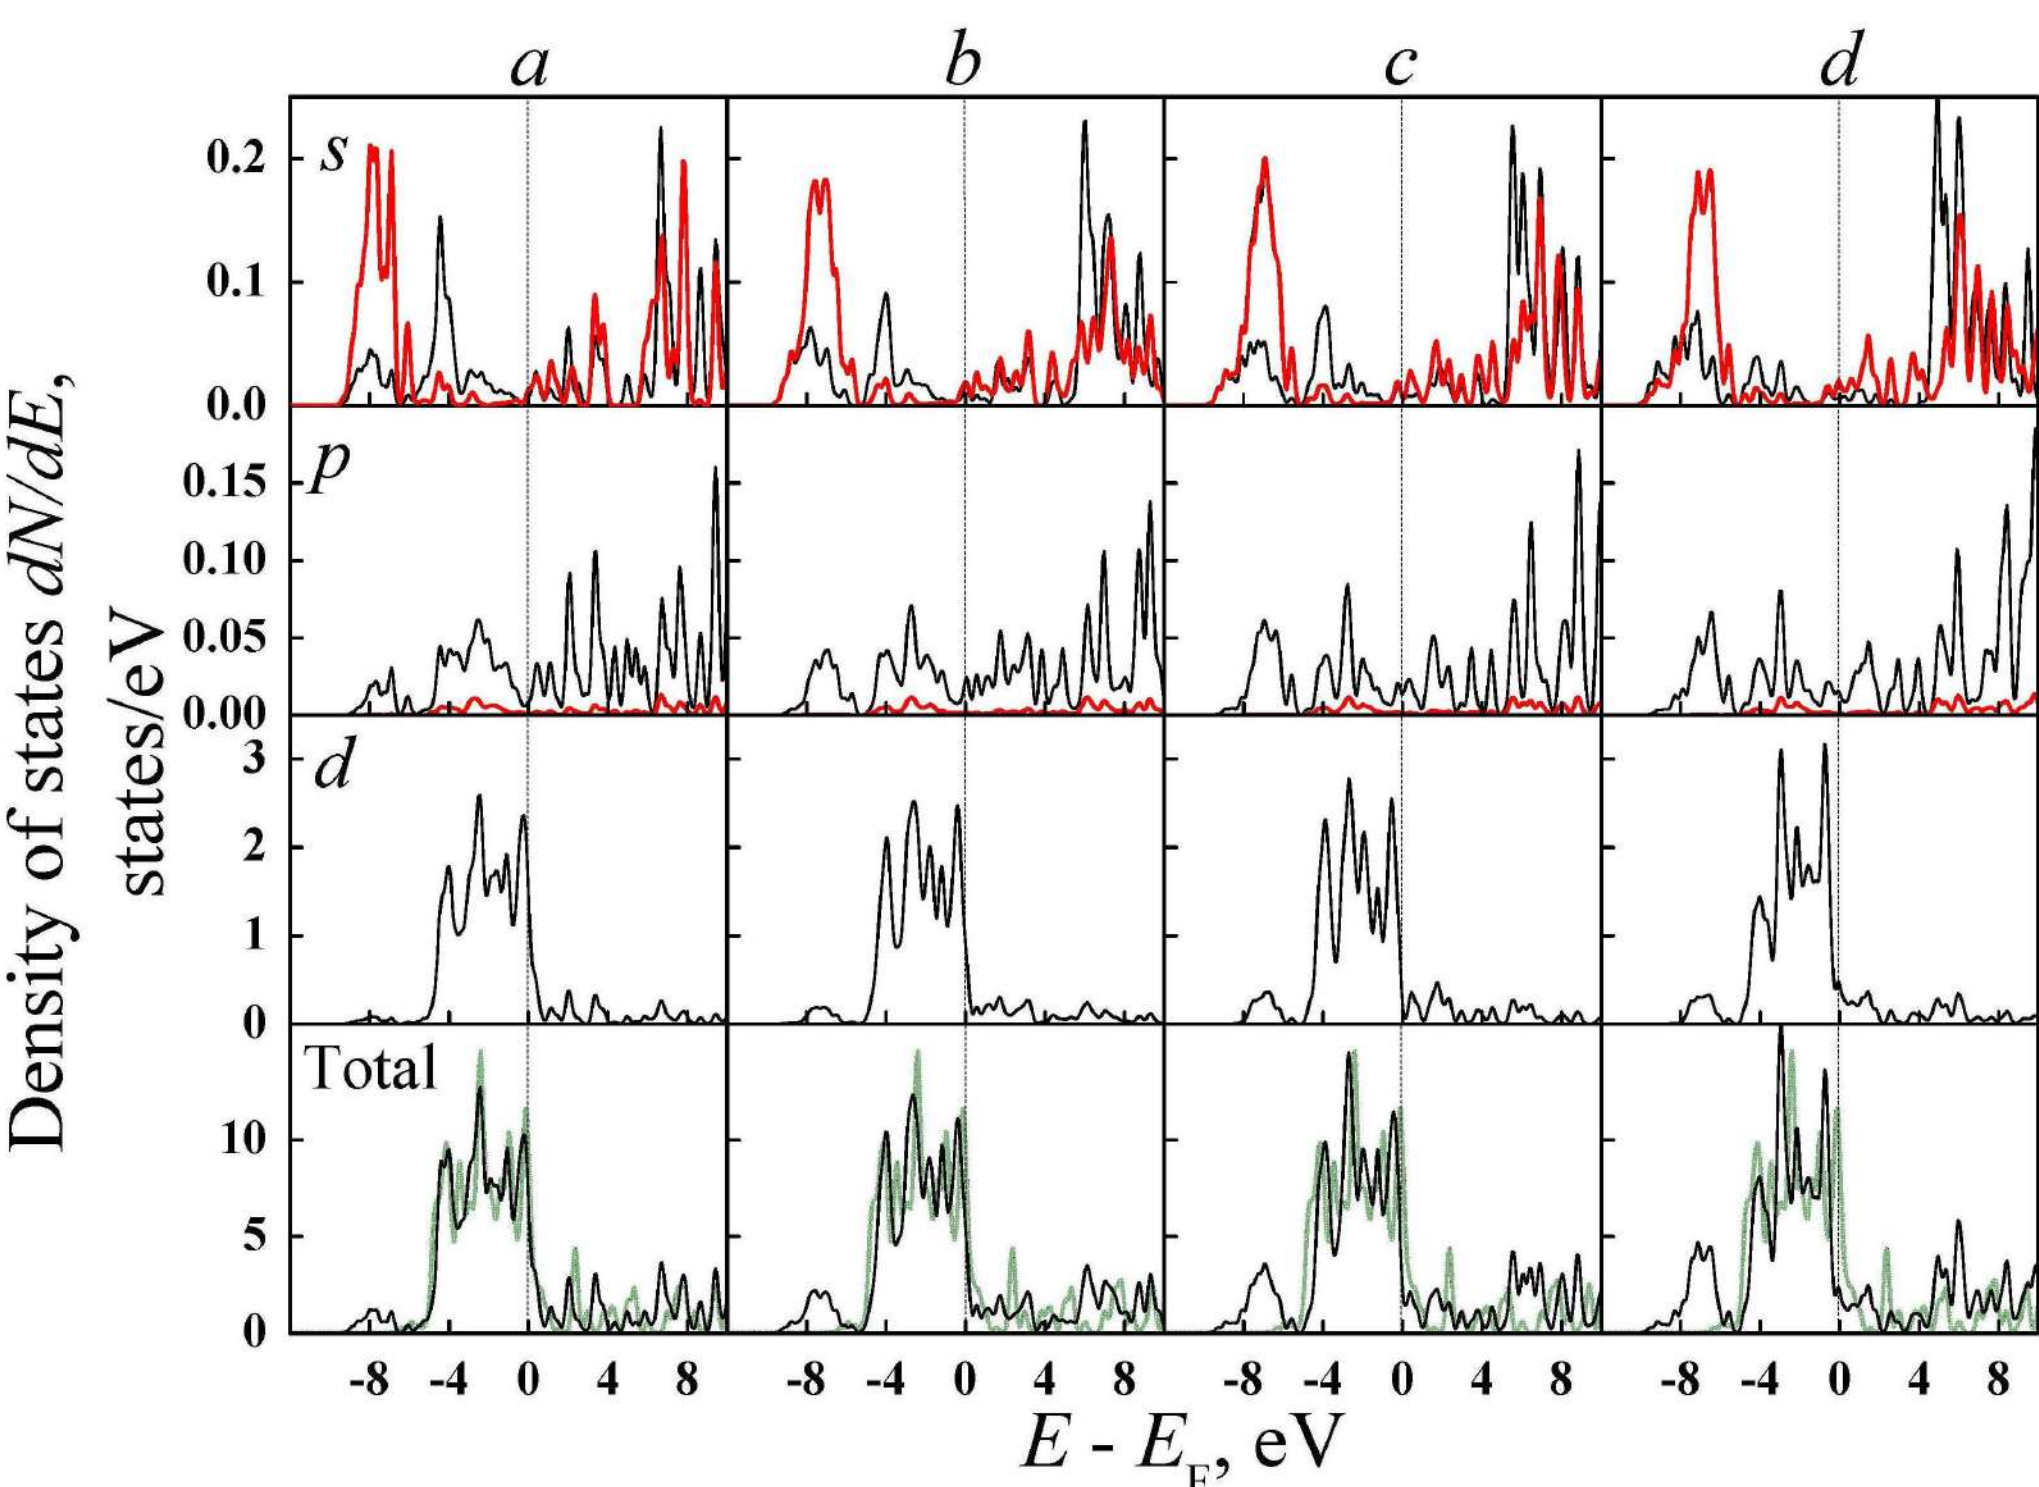 a b c d
Density of states dN/dE,
states/eV
s
0.2
0.1
0.0
p
0.15
0.10
0.05
0.00
d
3
2
1
0
Total
10
5
0
-8 -4 0 4 8 -8 -4 0 4 8 -8 -4 0 4 8 -8 -4 0 4 8
E - E_F, eV